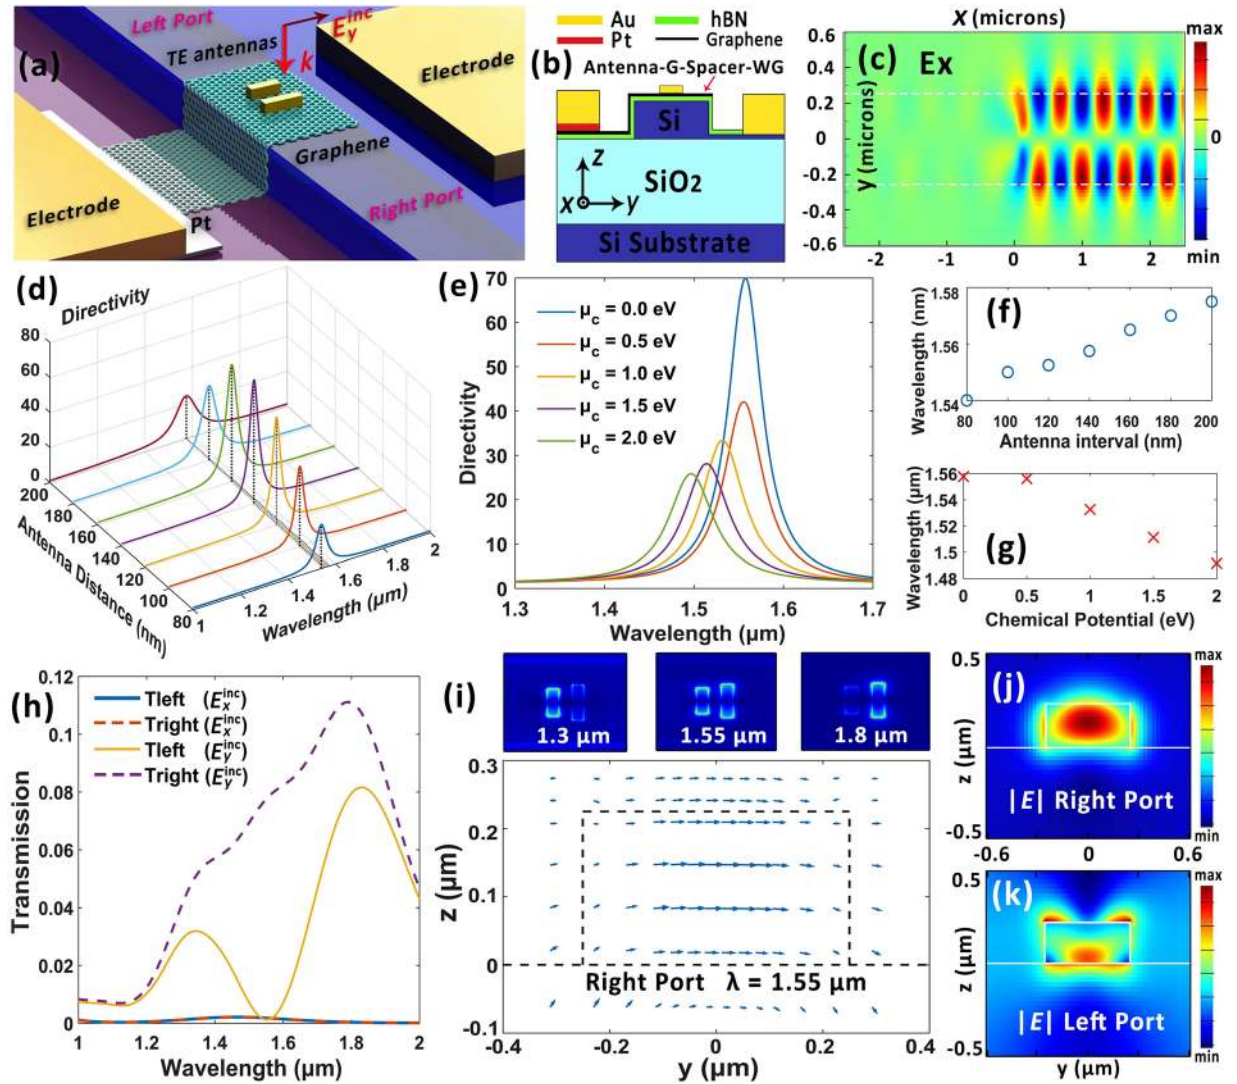 (a)
Left Port
E_y^inc
TE antennas
k
Electrode
Graphene
Electrode
Pt
Right Port
Au
hBN
Pt
Graphene
(b)
Antenna-G-Spacer-WG
Si
Z
SiO2
x
y
Si Substrate
X (microns)
(c)
Ex
max
0
min
0.6
0.4
0.2
0
-0.2
-0.4
-0.6
y (microns)
-2
-1
0
1
2
(d)
Directivity
80
60
40
20
0
200
180
160
140
120
100
80
Antenna Distance (nm)
1
1.2
1.4
1.6
1.8
2
Wavelength (µm)
(e)
70
60
50
40
30
20
10
0
Directivity
μc = 0.0 eV
μc = 0.5 eV
μc = 1.0 eV
μc = 1.5 eV
μc = 2.0 eV
1.3
1.4
1.5
1.6
1.7
Wavelength (µm)
(f)
1.58
1.56
1.54
Wavelength (nm)
80
100
120
140
160
180
200
Antenna interval (nm)
(g)
1.56
1.52
1.5
1.48
Wavelength (µm)
0
0.5
1
1.5
2
Chemical Potential (eV)
(h)
0.12
0.1
0.08
0.06
0.04
0.02
0
Transmission
Tleft (E_x^inc)
Tright (E_x^inc)
Tleft (E_y^inc)
Tright (E_y^inc)
1
1.2
1.4
1.6
1.8
2
Wavelength (µm)
(i)
1.3 µm
1.55 µm
1.8 µm
0.3
0.2
0.1
0
-0.1
z (µm)
Right Port λ = 1.55 µm
-0.4
-0.2
0
0.2
0.4
y (µm)
(j)
0.5
-0.5
z (µm)
|E| Right Port
max
min
-0.6
0
0.6
(k)
0.5
-0.5
z (µm)
|E| Left Port
max
min
y (µm)